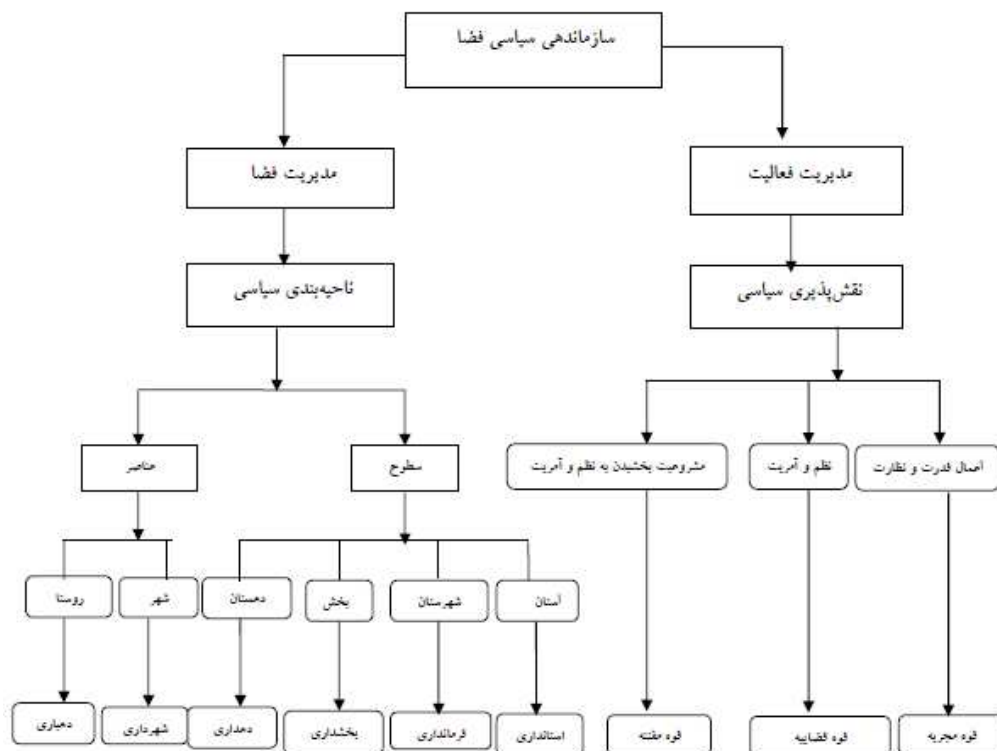 سازماندهی سیاسی فضا
مدیریت فعالیت
مدیریت فضا
نقش‌پذیری سیاسی
ناحیه‌بندی سیاسی
أعمال قدرت و نظارت
نظم و آمریت
مشروعیت بخشیدن به نظم و آمریت
سطوح
عناصر
أستان
شهرستان
بخش
دهستان
شهر
روستا
قوه مجریه
قوه قضاییه
قوه مقننه
استانداری
فرمانداری
بخشداری
دهداری
شهرداری
دهیاری